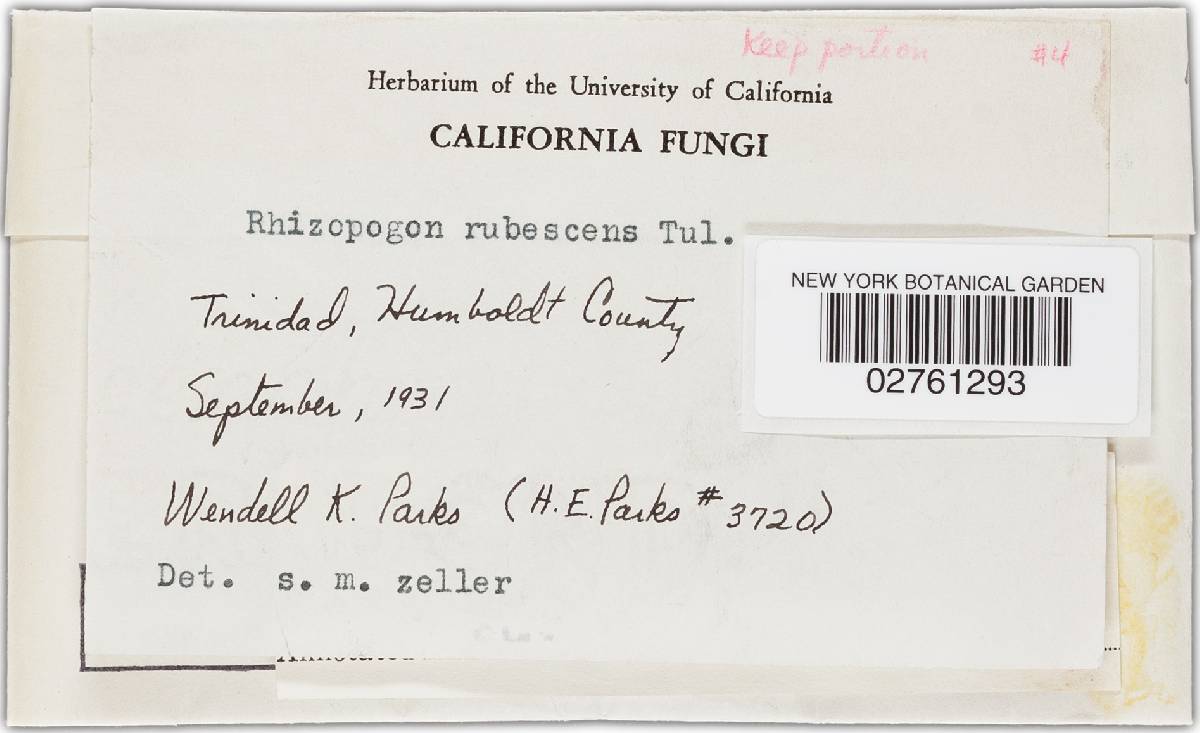 Keep portion #4
Herbarium of the University of California
CALIFORNIA FUNGI
Rhizopogon rubescens Tul.
NEW YORK BOTANICAL GARDEN
02761293
Trinidad, Humboldt County
September, 1931
Wendell K. Parks (H.E. Parks #3720)
Det. s. m. zeller